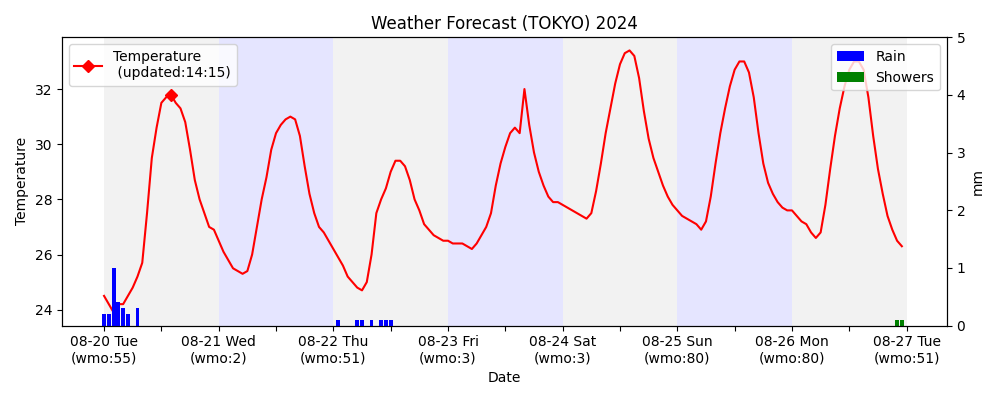 Weather Forecast (TOKYO) 2024
Temperature
(updated:14:15)
Rain
Showers
Temperature
32
30
28
26
24
5
4
3
2
1
0
mm
08-20 Tue
(wmo:55)
08-21 Wed
(wmo:2)
08-22 Thu
(wmo:51)
08-23 Fri
(wmo:3)
08-24 Sat
(wmo:3)
08-25 Sun
(wmo:80)
08-26 Mon
(wmo:80)
08-27 Tue
(wmo:51)
Date